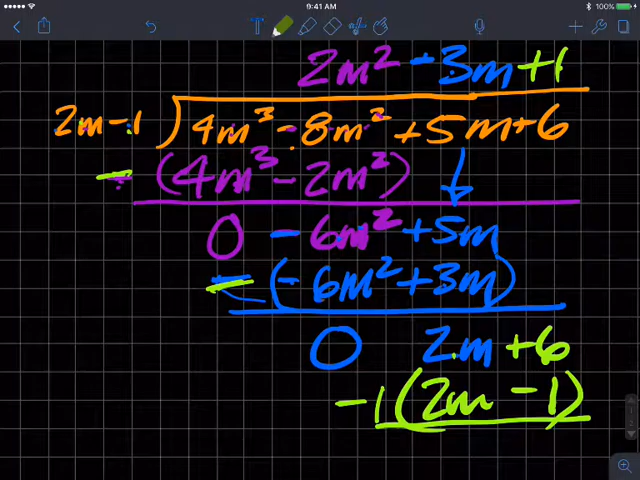 9:41 AM
100%
2m² - 3m + 1
2m - 1 ) 4m³ - 8m² + 5m + 6
- (4m³ - 2m²)
0 - 6m² + 5m
- (- 6m² + 3m)
0 2m + 6
-1 (2m - 1)